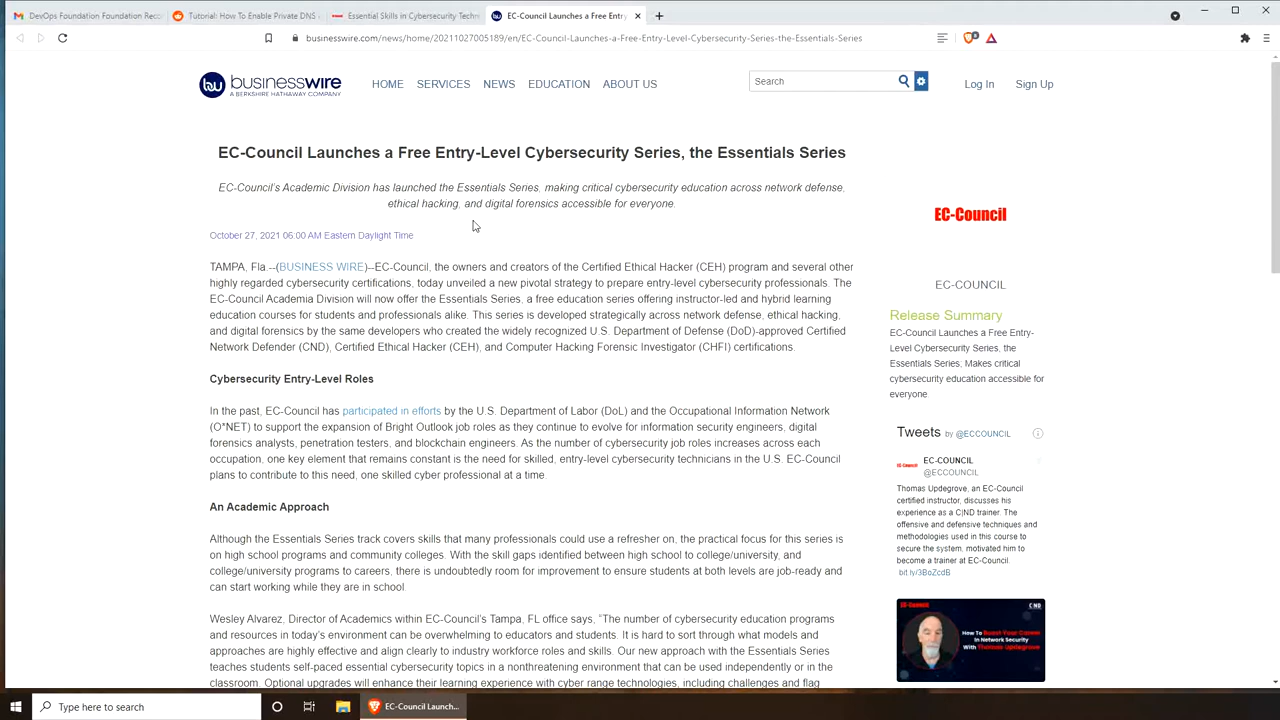 DevOps Foundation Foundation Reco
Tutorial: How To Enable Private DNS
Essential Skills in Cybersecurity Techn
EC-Council Launches a Free Entry
businesswire.com/news/home/20211027005189/en/EC-Council-Launches-a-Free-Entry-Level-Cybersecurity-Series-the-Essentials-Series
businesswire
A BERKSHIRE HATHAWAY COMPANY
HOME SERVICES NEWS EDUCATION ABOUT US
Search
Log In Sign Up
EC-Council Launches a Free Entry-Level Cybersecurity Series, the Essentials Series
EC-Council's Academic Division has launched the Essentials Series, making critical cybersecurity education across network defense,
ethical hacking, and digital forensics accessible for everyone.
October 27, 2021 06:00 AM Eastern Daylight Time
TAMPA, Fla.--(BUSINESS WIRE)--EC-Council, the owners and creators of the Certified Ethical Hacker (CEH) program and several other
highly regarded cybersecurity certifications, today unveiled a new pivotal strategy to prepare entry-level cybersecurity professionals. The
EC-Council Academia Division will now offer the Essentials Series, a free education series offering instructor-led and hybrid learning
education courses for students and professionals alike. This series is developed strategically across network defense, ethical hacking,
and digital forensics by the same developers who created the widely recognized U.S. Department of Defense (DoD)-approved Certified
Network Defender (CND), Certified Ethical Hacker (CEH), and Computer Hacking Forensic Investigator (CHFI) certifications.
Cybersecurity Entry-Level Roles
In the past, EC-Council has participated in efforts by the U.S. Department of Labor (DoL) and the Occupational Information Network
(O*NET) to support the expansion of Bright Outlook job roles as they continue to evolve for information security engineers, digital
forensics analysts, penetration testers, and blockchain engineers. As the number of cybersecurity job roles increases across each
occupation, one key element that remains constant is the need for skilled, entry-level cybersecurity technicians in the U.S. EC-Council
plans to contribute to this need, one skilled cyber professional at a time.
An Academic Approach
Although the Essentials Series track covers skills that many professionals could use a refresher on, the practical focus for this series is
on high school programs and community colleges. With the skill gaps identified between high school to college/university, and
college/university programs to careers, there is undoubtedly room for improvement to ensure students at both levels are job-ready and
can start working while they are in school.
Wesley Alvarez, Director of Academics within EC-Council's Tampa, FL office says, "The number of cybersecurity education programs
and resources in today's environment can be overwhelming to educators and students. It is hard to sort through what models and
approaches are truly effective and align clearly to industry workforce roles and skills. Our new approach with the Essentials Series
teaches students self-paced essential cybersecurity topics in a nonthreatening environment that can be used independently or in the
classroom. Optional upgrades will enhance their learning experience with cyber range technologies, including challenges and flag
EC-Council
EC-COUNCIL
Release Summary
EC-Council Launches a Free Entry-
Level Cybersecurity Series, the
Essentials Series; Makes critical
cybersecurity education accessible for
everyone.
Tweets by @ECCOUNCIL
EC-COUNCIL
@ECCOUNCIL
Thomas Updegrove, an EC-Council
certified instructor, discusses his
experience as a C|ND trainer. The
offensive and defensive techniques and
methodologies used in this course to
secure the system, motivated him to
become a trainer at EC-Council.
bit.ly/3BoZcdB
EC-Council
C|ND
How To Boost Your Career
In Network Security
With Thomas Updegrove
Type here to search
EC-Council Launch...